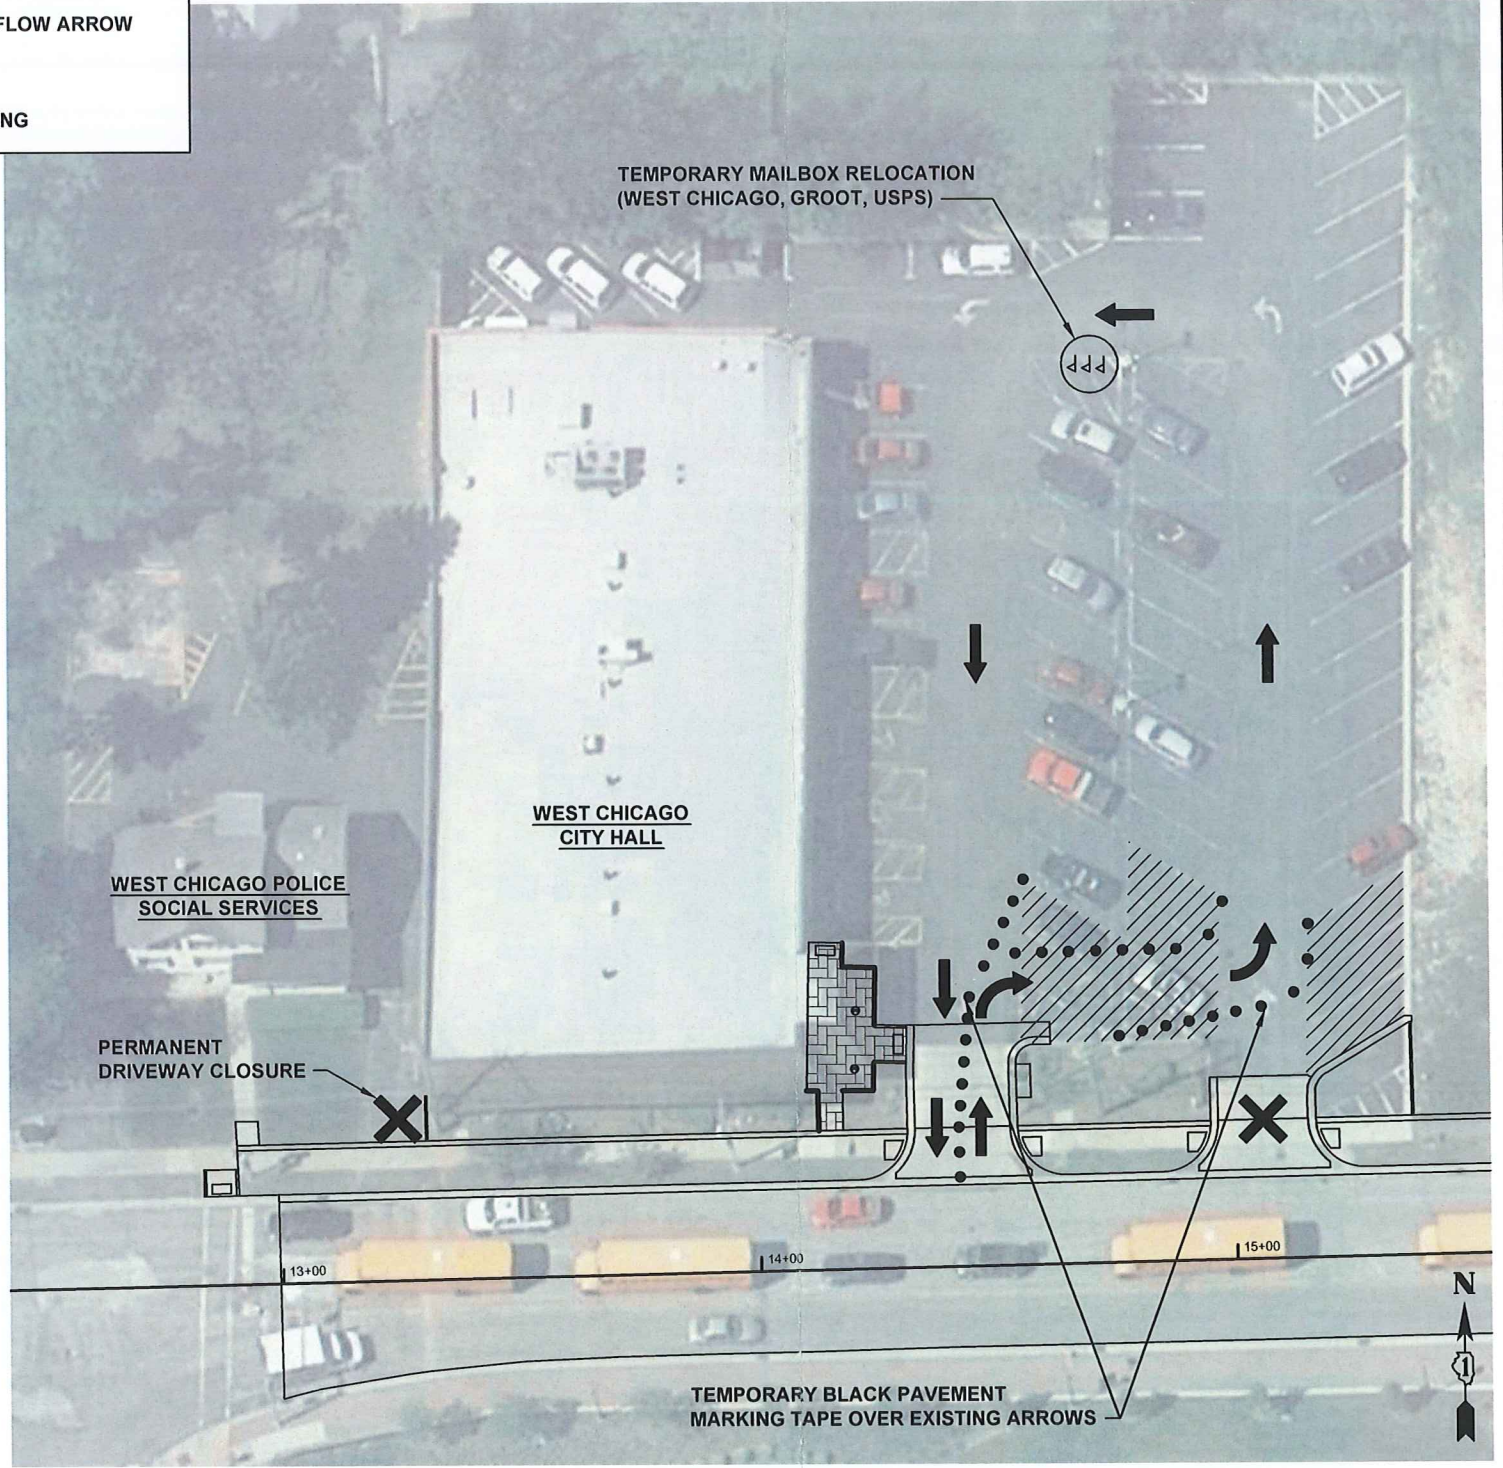 FLOW ARROW
NG
TEMPORARY MAILBOX RELOCATION
(WEST CHICAGO, GROOT, USPS)
WEST CHICAGO
CITY HALL
WEST CHICAGO POLICE
SOCIAL SERVICES
PERMANENT
DRIVEWAY CLOSURE
13+00
14+00
15+00
N
1
TEMPORARY BLACK PAVEMENT
MARKING TAPE OVER EXISTING ARROWS